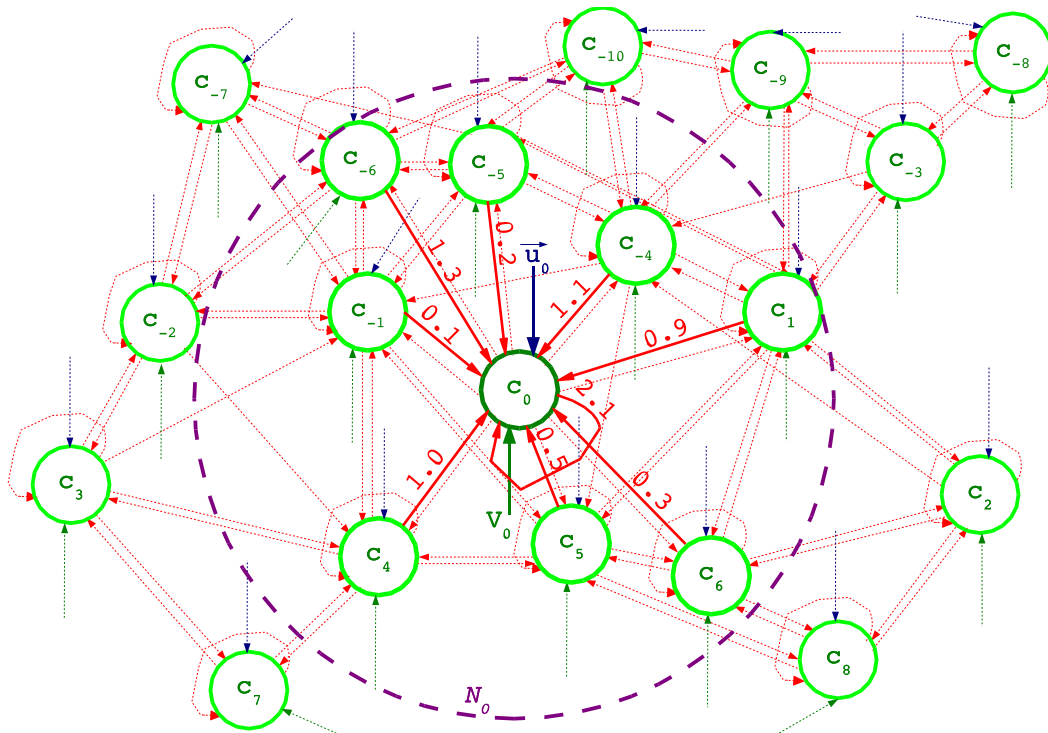 C₋₁₀
C₋₈
C₋₉
C₋₇
C₋₆
C₋₅
C₋₃
C₋₄
0.2
1.3
u₀
1.1
C₁
C₋₁
0.1
C₋₂
0.9
C₀
2.1
0.5
1.0
0.3
C₃
C₂
V₀
C₄
C₅
C₆
C₈
C₇
N₀